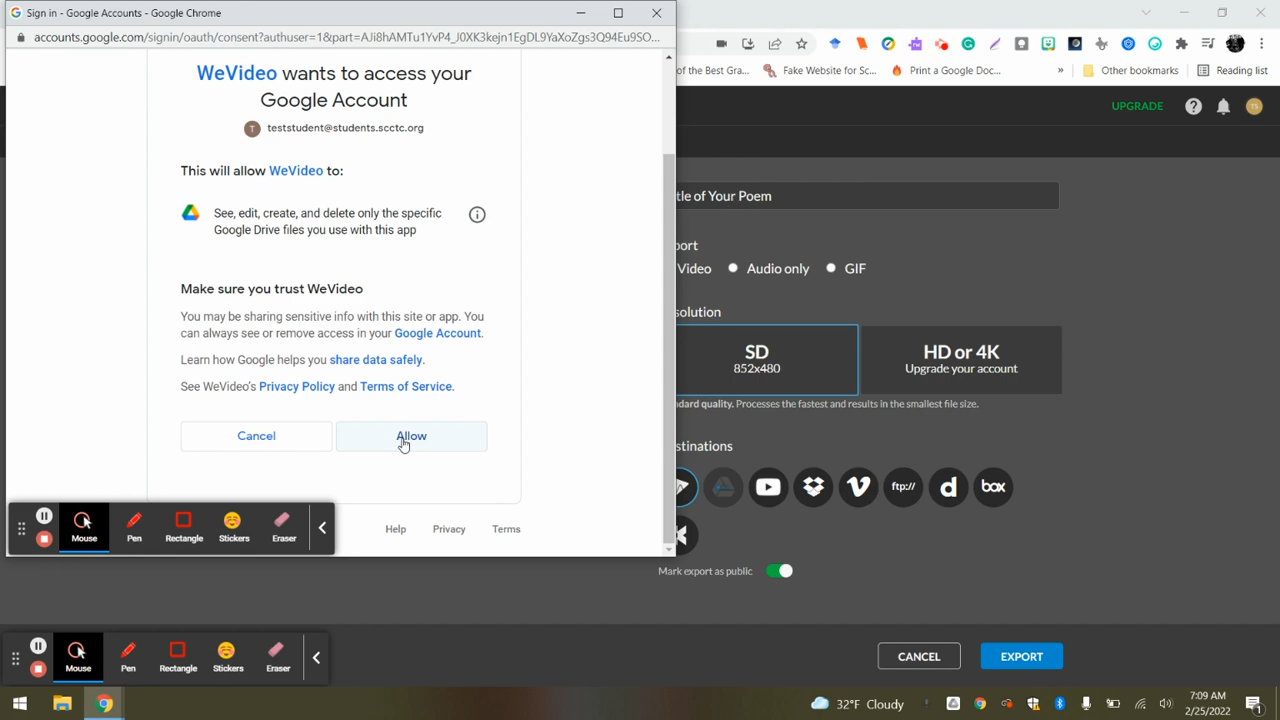 Sign in - Google Accounts - Google Chrome
accounts.google.com/signin/oauth/consent?authuser=1&part=AJi8hAMTu1YvP4_J0XK3kejn1EgDL9YaXoZgs3Q94Eu9SO...
WeVideo wants to access your
Google Account
T teststudent@students.scctc.org
This will allow WeVideo to:
See, edit, create, and delete only the specific
Google Drive files you use with this app
Make sure you trust WeVideo
You may be sharing sensitive info with this site or app. You
can always see or remove access in your Google Account.
Learn how Google helps you share data safely.
See WeVideo's Privacy Policy and Terms of Service.
Cancel Allow
Help Privacy Terms
Mouse Pen Rectangle Stickers Eraser
of the Best Gra... Fake Website for Sc... Print a Google Doc... » Other bookmarks Reading list
UPGRADE TS
tle of Your Poem
port
Video Audio only GIF
solution
SD
852x480
HD or 4K
Upgrade your account
ndard quality. Processes the fastest and results in the smallest file size.
stinations
ftp:// d box
Mark export as public
CANCEL EXPORT
Mouse Pen Rectangle Stickers Eraser
32°F Cloudy
7:09 AM
2/25/2022
1